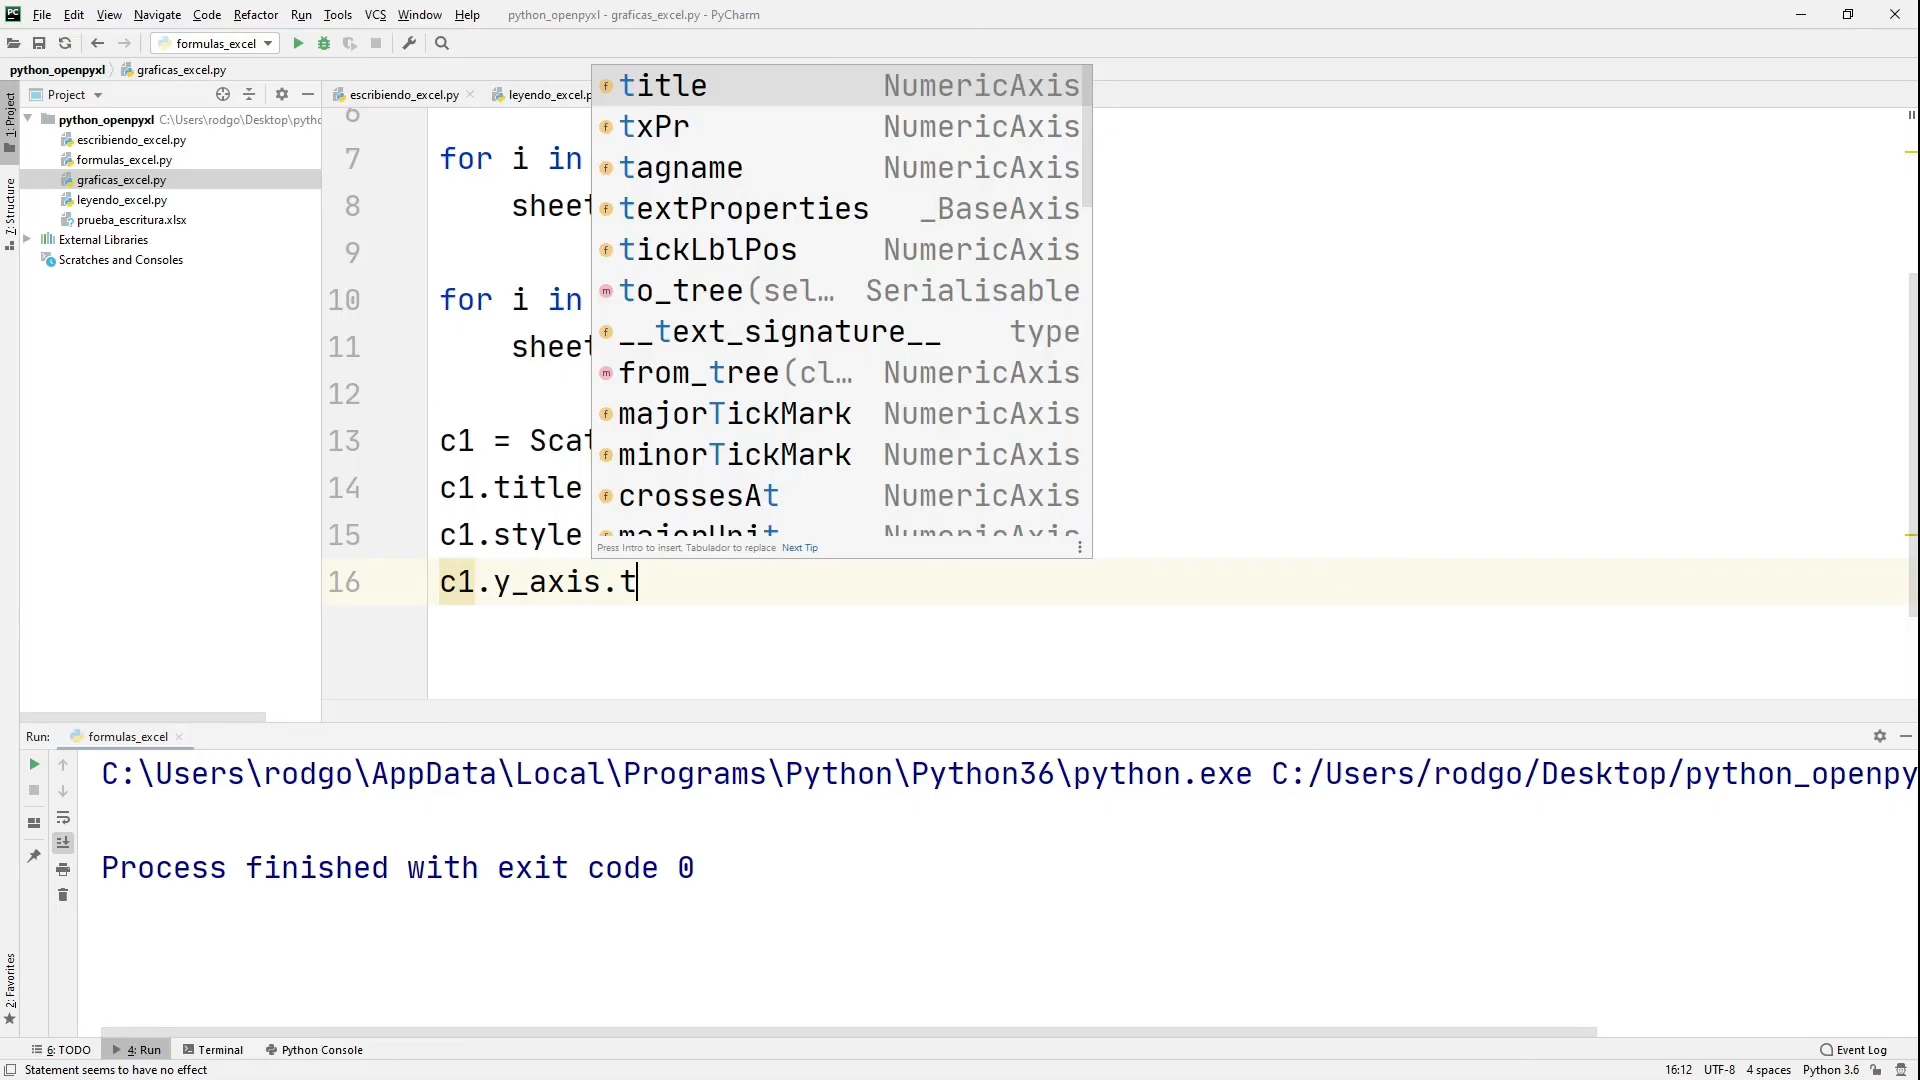 PC File Edit View Navigate Code Refactor Run Tools VCS Window Help python_openpyxl - graficas_excel.py - PyCharm
formulas_excel
python_openpyxl graficas_excel.py
Project
escribiendo_excel.py leyendo_excel.p
1: Project
7: Structure
2: Favorites
python_openpyxl C:\Users\rodgo\Desktop\pytho
escribiendo_excel.py
formulas_excel.py
graficas_excel.py
leyendo_excel.py
prueba_escritura.xlsx
External Libraries
Scratches and Consoles
6
7 for i in
8 sheet
9
10 for i in
11 sheet
12
13 c1 = Scat
14 c1.title
15 c1.style
16 c1.y_axis.t
title NumericAxis
txPr NumericAxis
tagname NumericAxis
textProperties _BaseAxis
tickLblPos NumericAxis
to_tree(sel… Serialisable
__text_signature__ type
from_tree(cl… NumericAxis
majorTickMark NumericAxis
minorTickMark NumericAxis
crossesAt NumericAxis
majorUnit NumericAxis
Press Intro to insert, Tabulador to replace Next Tip
Run: formulas_excel
C:\Users\rodgo\AppData\Local\Programs\Python\Python36\python.exe C:/Users/rodgo/Desktop/python_openpy
Process finished with exit code 0
6: TODO 4: Run Terminal Python Console Event Log
Statement seems to have no effect 16:12 UTF-8 4 spaces Python 3.6